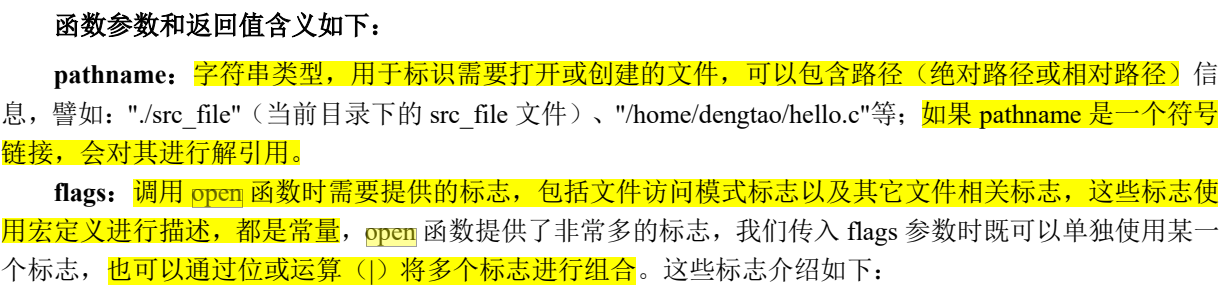 函数参数和返回值含义如下：
pathname：字符串类型，用于标识需要打开或创建的文件，可以包含路径（绝对路径或相对路径）信
息，譬如："./src_file"（当前目录下的 src_file 文件）、"/home/dengtao/hello.c"等；如果 pathname 是一个符号
链接，会对其进行解引用。
flags：调用 open 函数时需要提供的标志，包括文件访问模式标志以及其它文件相关标志，这些标志使
用宏定义进行描述，都是常量，open 函数提供了非常多的标志，我们传入 flags 参数时既可以单独使用某一
个标志，也可以通过位或运算（|）将多个标志进行组合。这些标志介绍如下：